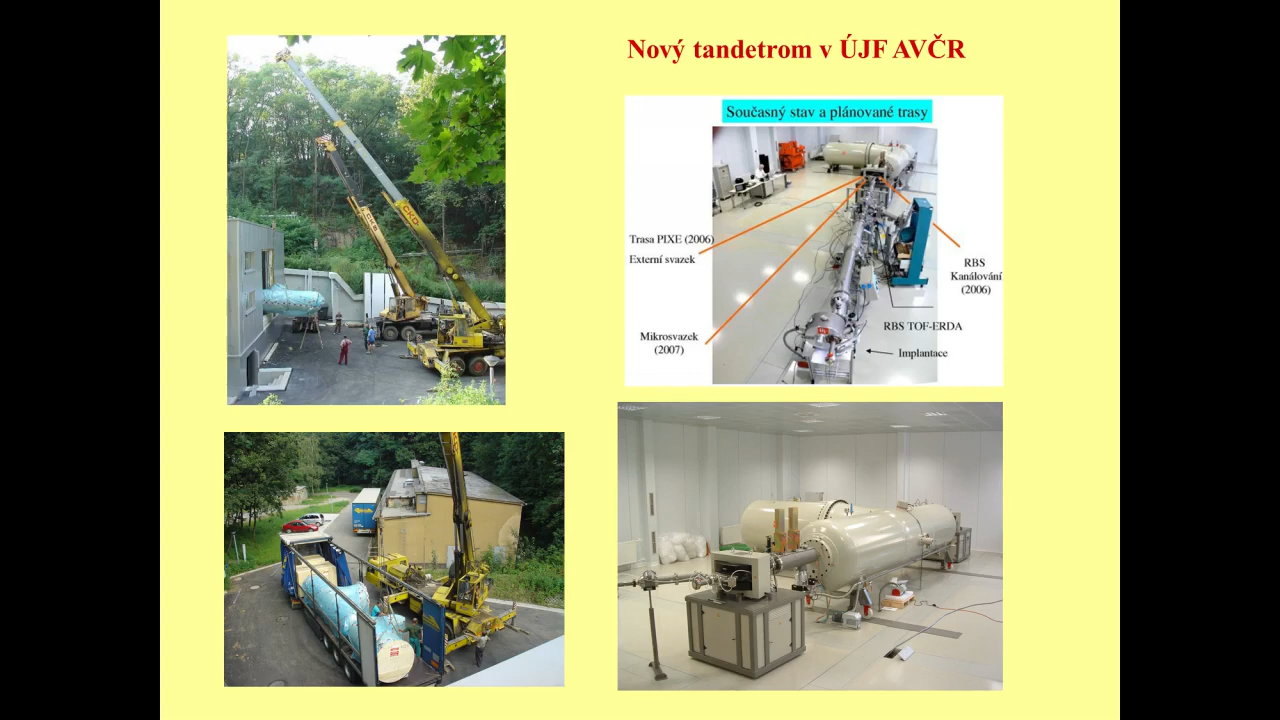 Nový tandetrom v ÚJF AVČR
Současný stav a plánované trasy
Trasa PIXE (2006)
Externí svazek
RBS
Kanálování
(2006)
RBS TOF-ERDA
Mikrosvazek
(2007)
Implantace
ČKD